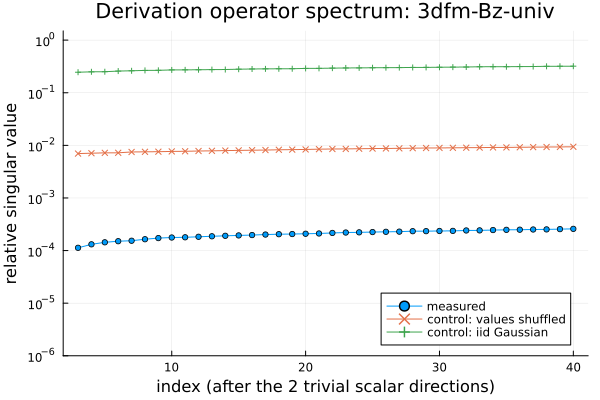 Derivation operator spectrum: 3dfm-Bz-univ
relative singular value
10⁰
10⁻¹
10⁻²
10⁻³
10⁻⁴
10⁻⁵
10⁻⁶
measured
control: values shuffled
control: iid Gaussian
10
20
30
40
index (after the 2 trivial scalar directions)